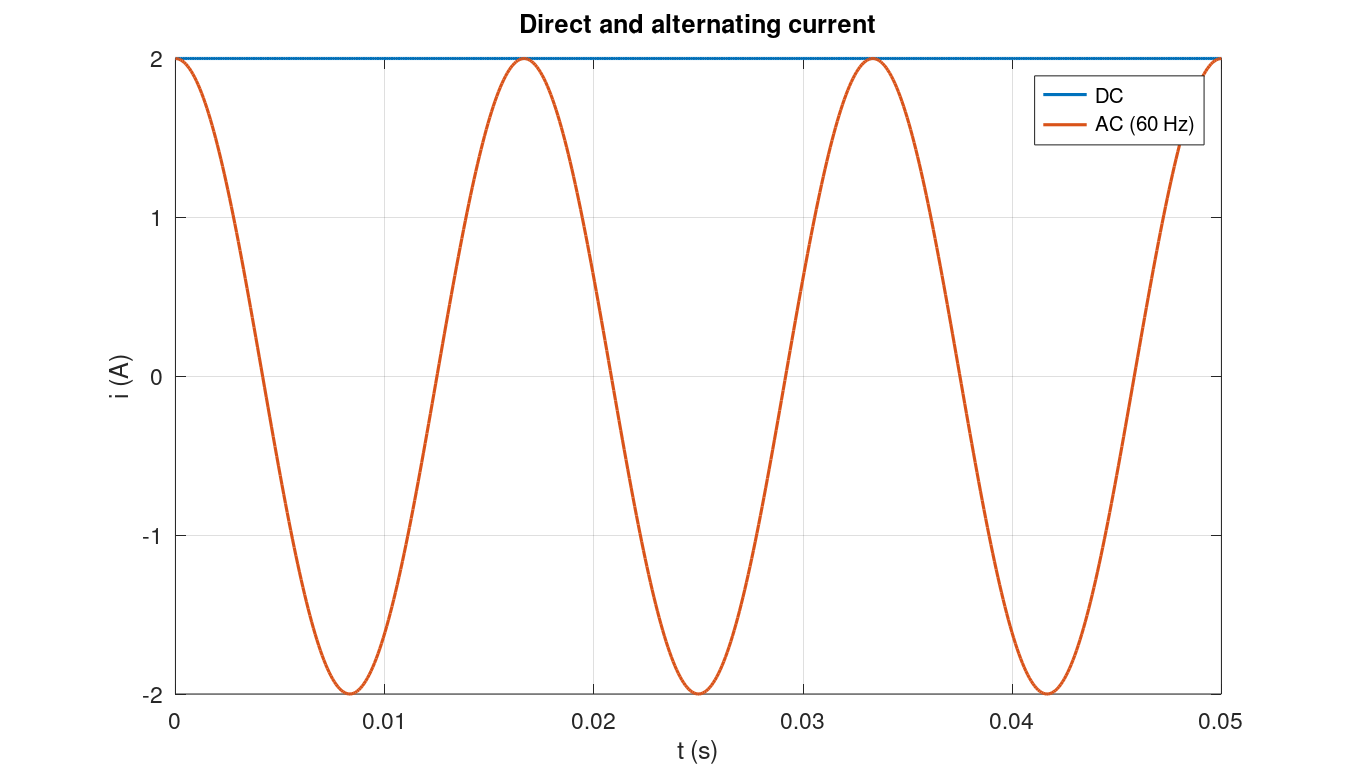 Direct and alternating current
2
1
0
-1
-2
i (A)
DC
AC (60 Hz)
0 0.01 0.02 0.03 0.04 0.05
t (s)